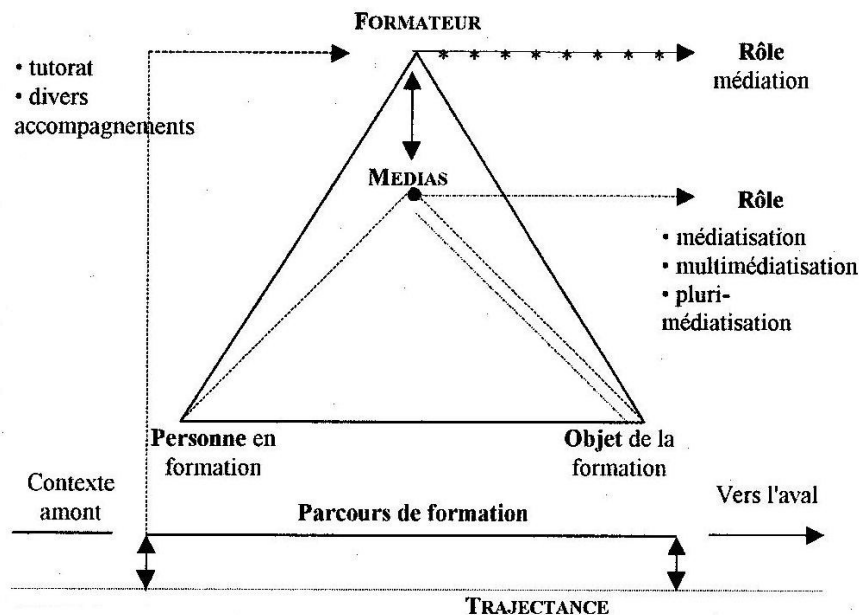 FORMATEUR
• tutorat
• divers
accompagnements
Rôle
médiation
MEDIAS
Rôle
• médiatisation
• multimédiatisation
• pluri-
médiatisation
Personne en
formation
Objet de la
formation
Contexte
amont
Parcours de formation
Vers l'aval
TRAJECTANCE